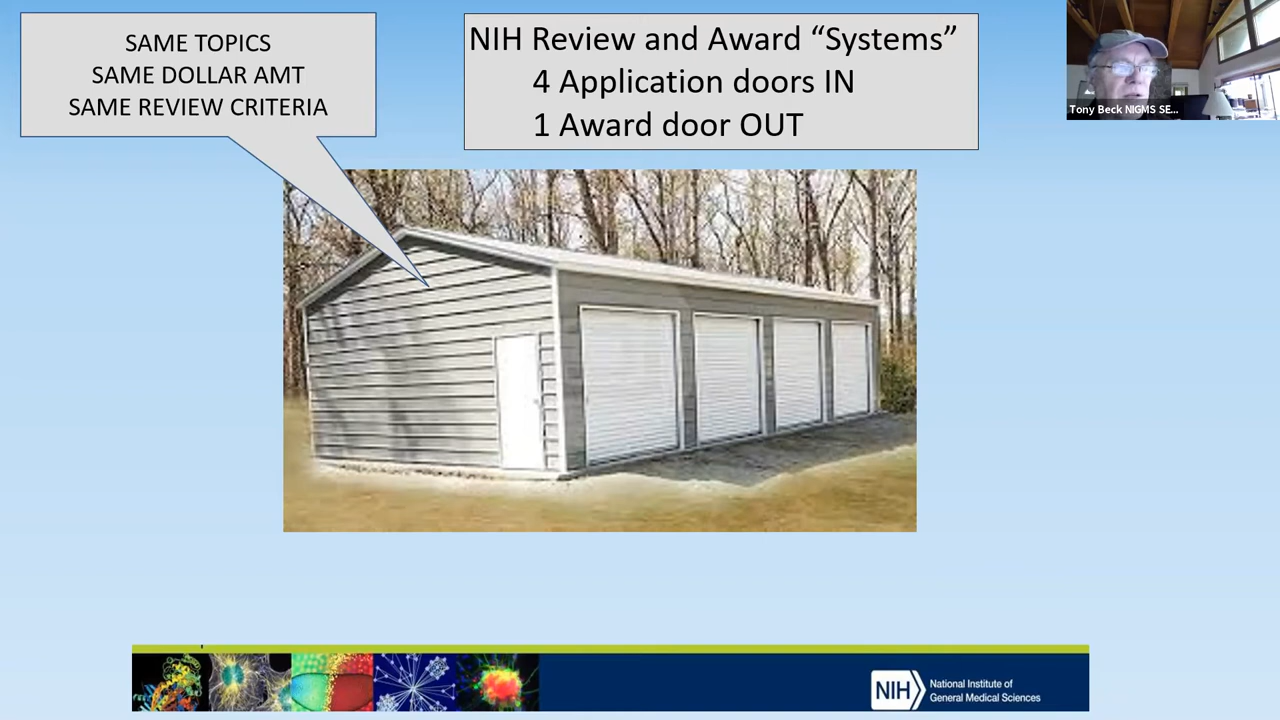 SAME TOPICS
SAME DOLLAR AMT
SAME REVIEW CRITERIA
NIH Review and Award “Systems”
4 Application doors IN
1 Award door OUT
Tony Beck NIGMS SE...
NIH
National Institute of
General Medical Sciences